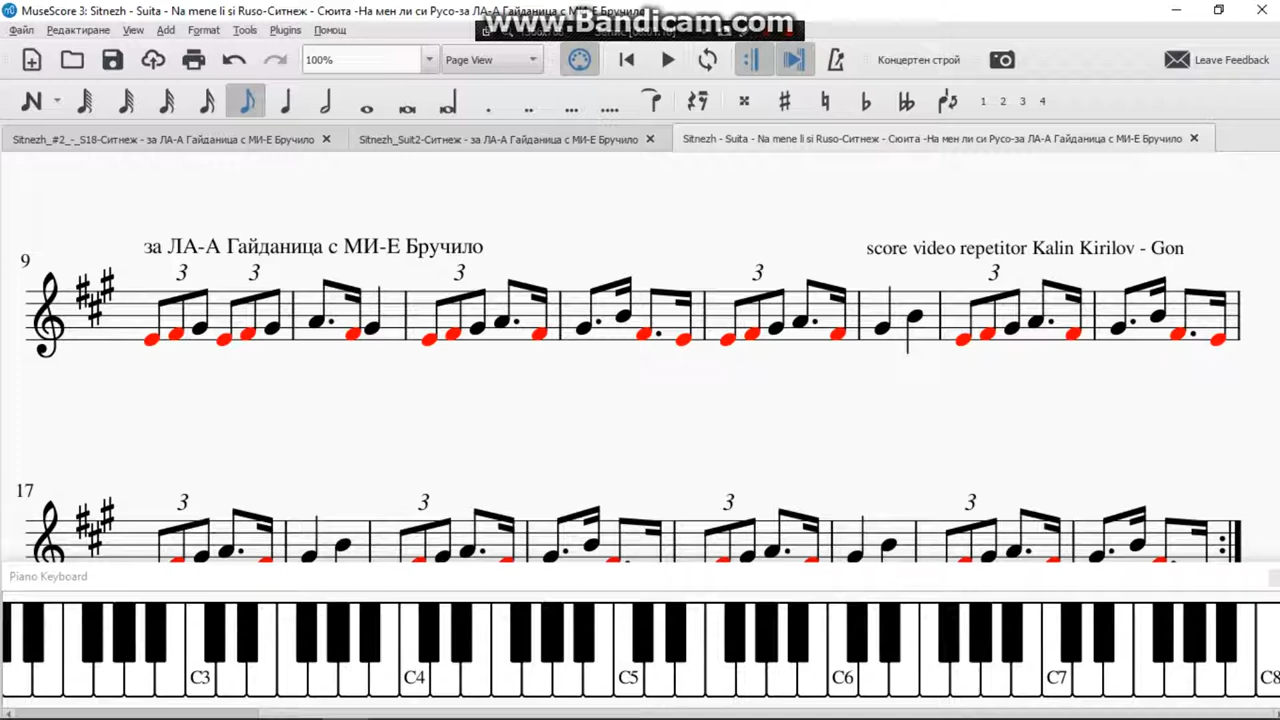 MuseScore 3: Sitnezh - Suita - Na mene li si Ruso-Ситнеж - Сюита -На мен ли си Русо-за ЛА-А Гайданица с МИ-Е Бручило
www.Bandicam.com
Файл Редактиране View Add Format Tools Plugins Помощ
100% Page View Концертен строй Leave Feedback
1 2 3 4
Sitnezh_#2_-_S18-Ситнеж - за ЛА-А Гайданица с МИ-Е Бручило Sitnezh_Suit2-Ситнеж - за ЛА-А Гайданица с МИ-Е Бручило Sitnezh - Suita - Na mene li si Ruso-Ситнеж - Сюита -На мен ли си Русо-за ЛА-А Гайданица с МИ-Е Бручило
за ЛА-А Гайданица с МИ-Е Бручило score video repetitor Kalin Kirilov - Gon
9
3 3 3 3 3
17
3 3 3 3
Piano Keyboard
C3 C4 C5 C6 C7 C8